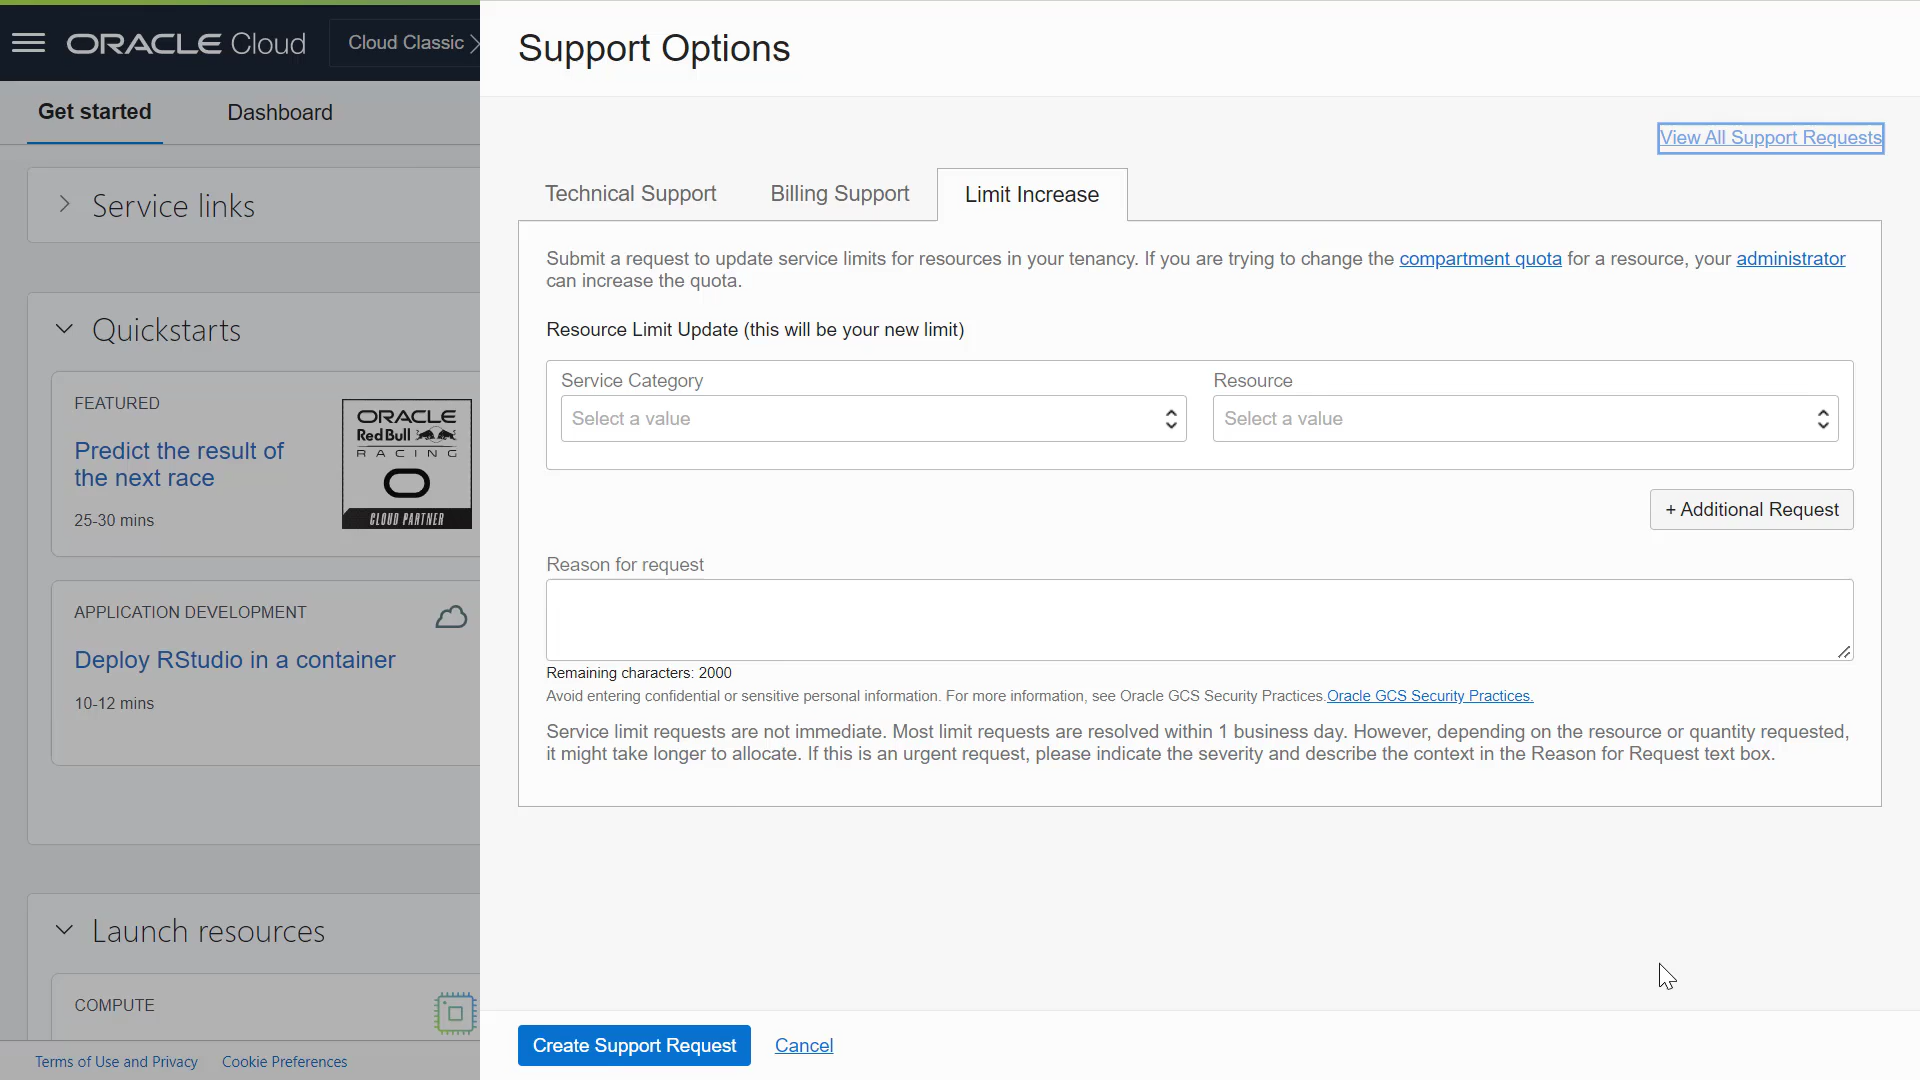 ORACLE Cloud
Cloud Classic
Get started
Dashboard
Service links
Quickstarts
FEATURED
Predict the result of
the next race
25-30 mins
ORACLE
Red Bull
RACING
CLOUD PARTNER
APPLICATION DEVELOPMENT
Deploy RStudio in a container
10-12 mins
Launch resources
COMPUTE
Terms of Use and Privacy
Cookie Preferences
Support Options
View All Support Requests
Technical Support
Billing Support
Limit Increase
Submit a request to update service limits for resources in your tenancy. If you are trying to change the compartment quota for a resource, your administrator
can increase the quota.
Resource Limit Update (this will be your new limit)
Service Category
Select a value
Resource
Select a value
+ Additional Request
Reason for request
Remaining characters: 2000
Avoid entering confidential or sensitive personal information. For more information, see Oracle GCS Security Practices.Oracle GCS Security Practices.
Service limit requests are not immediate. Most limit requests are resolved within 1 business day. However, depending on the resource or quantity requested,
it might take longer to allocate. If this is an urgent request, please indicate the severity and describe the context in the Reason for Request text box.
Create Support Request
Cancel